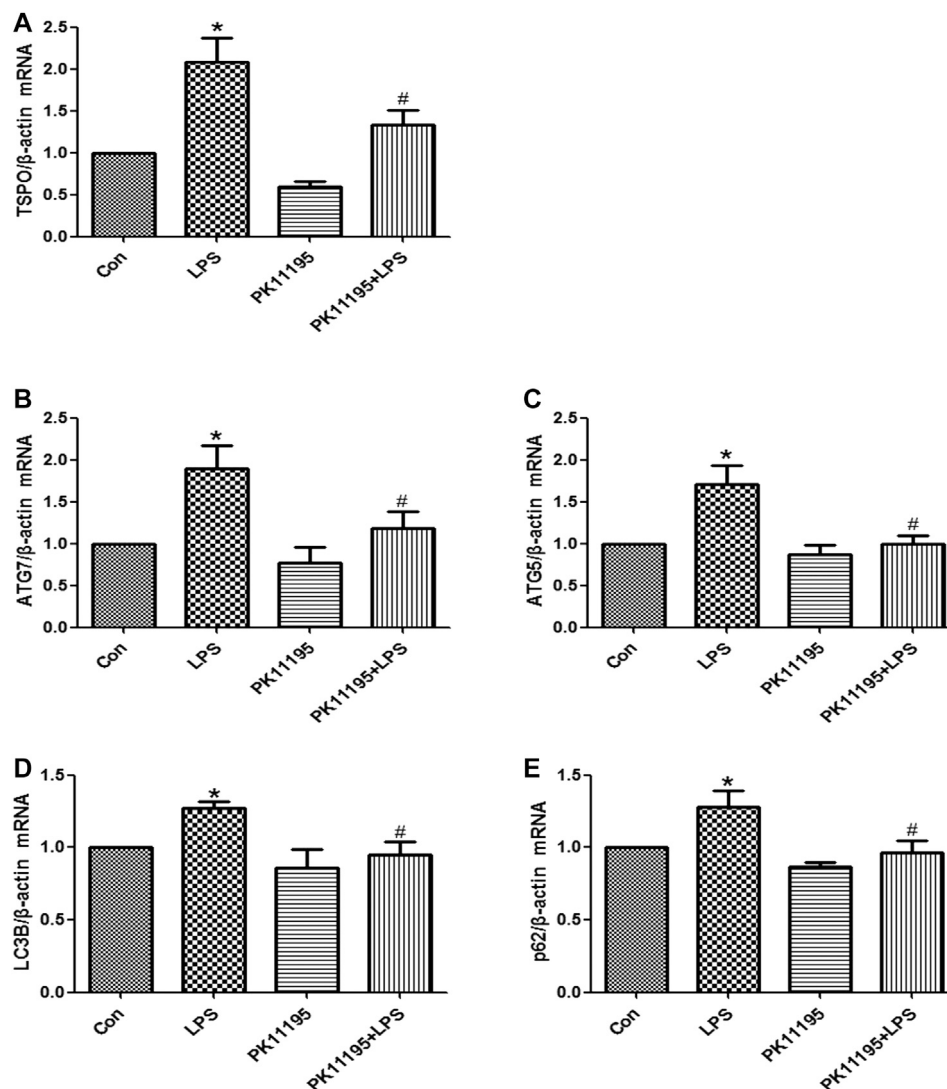 A
TSPO/β-actin mRNA
2.5
2.0
1.5
1.0
0.5
0.0
*
#
Con
LPS
PK11195
PK11195+LPS
B
ATG7/β-actin mRNA
2.5
2.0
1.5
1.0
0.5
0.0
*
#
Con
LPS
PK11195
PK11195+LPS
C
ATG5/β-actin mRNA
2.5
2.0
1.5
1.0
0.5
0.0
*
#
Con
LPS
PK11195
PK11195+LPS
D
LC3B/β-actin mRNA
1.5
1.0
0.5
0.0
*
#
Con
LPS
PK11195
PK11195+LPS
E
p62/β-actin mRNA
1.5
1.0
0.5
0.0
*
#
Con
LPS
PK11195
PK11195+LPS